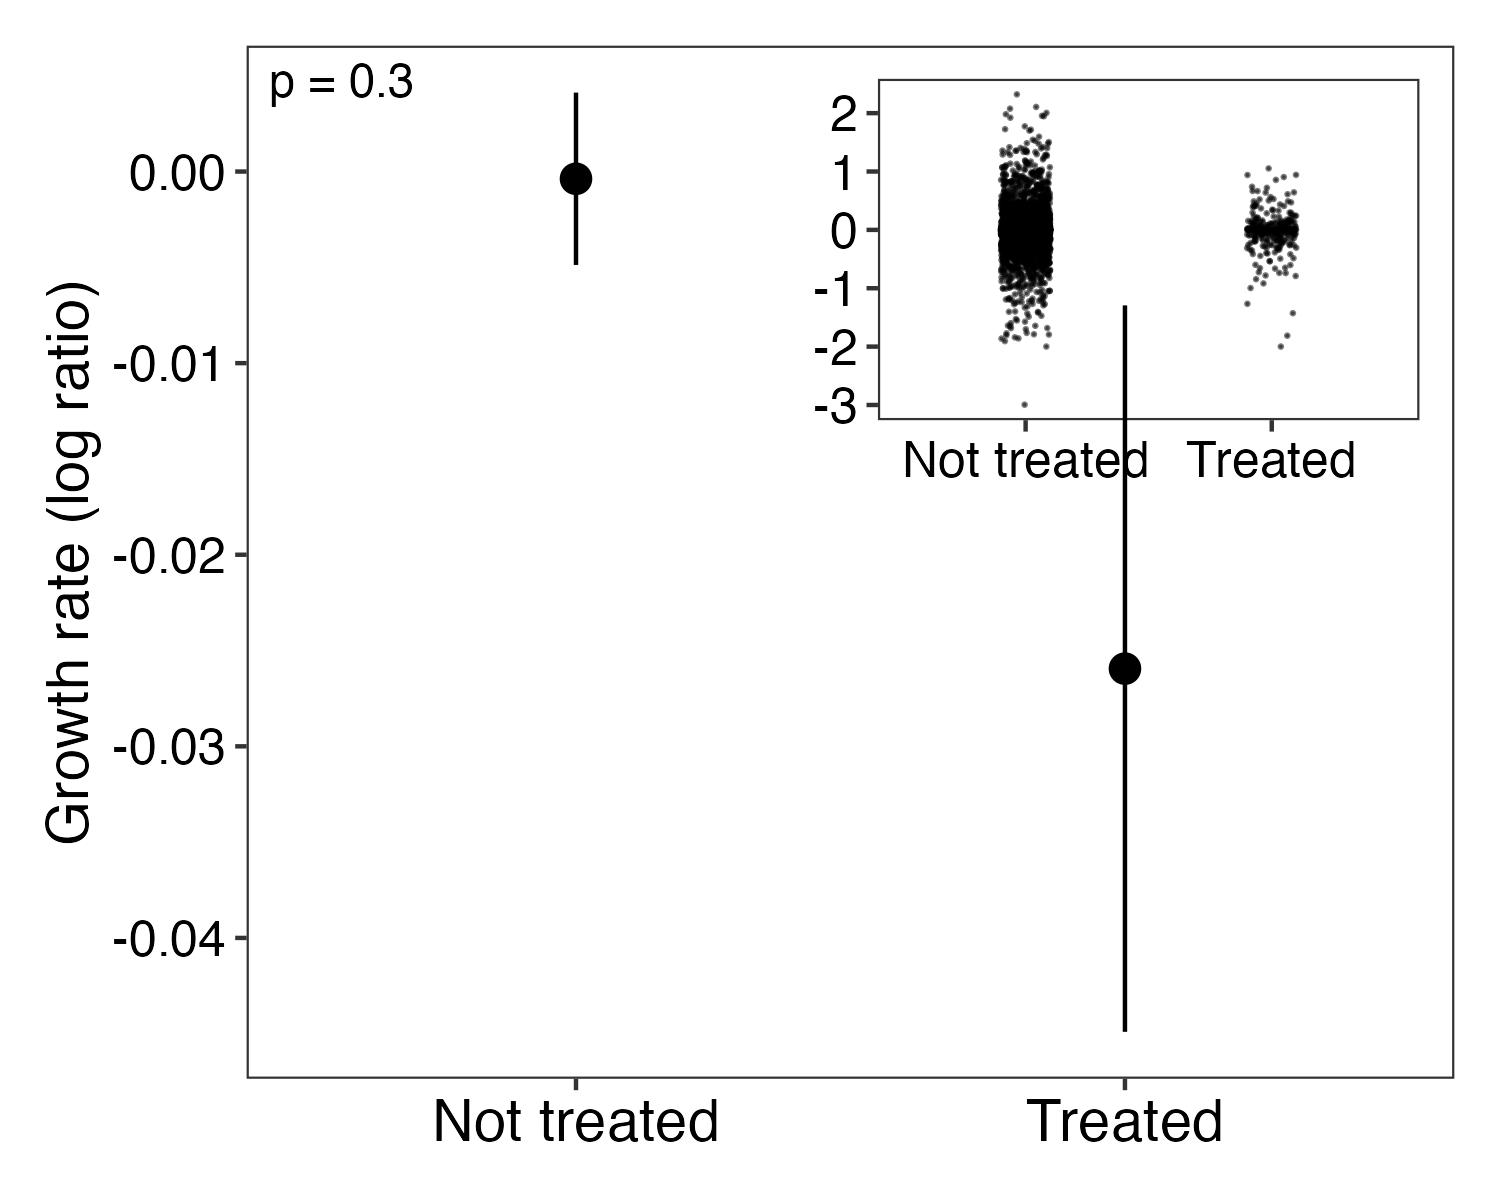 p = 0.3
Growth rate (log ratio)
0.00
-0.01
-0.02
-0.03
-0.04
Not treated
Treated
2
1
0
-1
-2
-3
Not treated
Treated